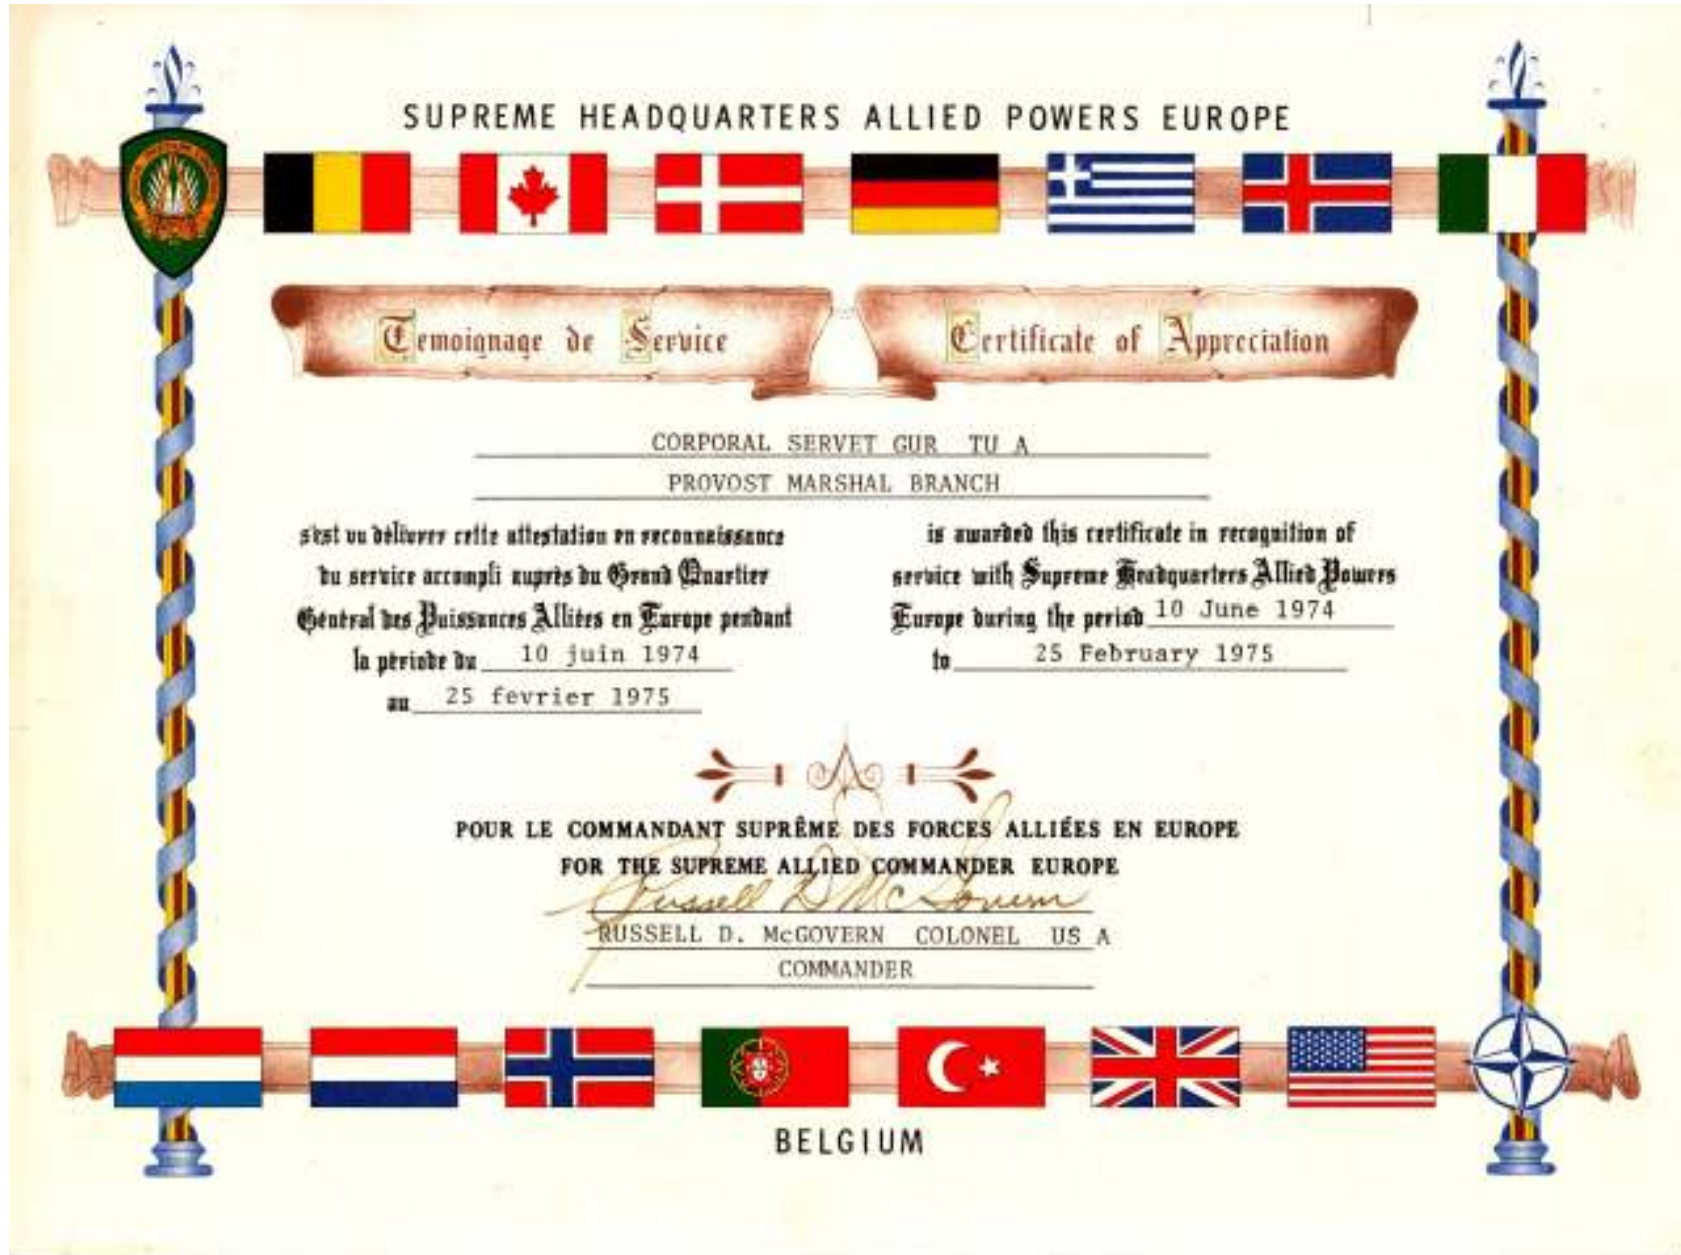 SUPREME HEADQUARTERS ALLIED POWERS EUROPE
Temoignage de Service
Certificate of Appreciation
CORPORAL SERVET GUR TU A
PROVOST MARSHAL BRANCH
s'est vu délivrer cette attestation en reconnaissance
du service accompli auprès du Grand Quartier
Général des Puissances Alliées en Europe pendant
la période du 10 juin 1974
au 25 fevrier 1975
is awarded this certificate in recognition of
service with Supreme Headquarters Allied Powers
Europe during the period 10 June 1974
to 25 February 1975
POUR LE COMMANDANT SUPRÊME DES FORCES ALLIÉES EN EUROPE
FOR THE SUPREME ALLIED COMMANDER EUROPE
Russell D McGovern
RUSSELL D. McGOVERN COLONEL US A
COMMANDER
BELGIUM